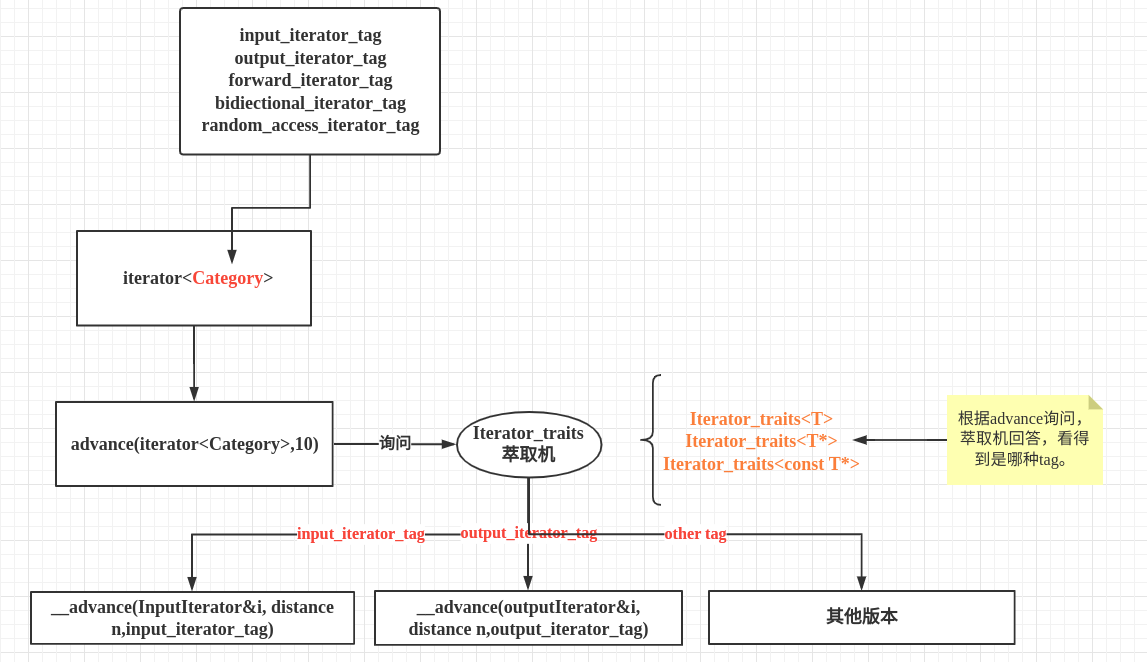 input_iterator_tag
output_iterator_tag
forward_iterator_tag
bidiectional_iterator_tag
random_access_iterator_tag
iterator<Category>
advance(iterator<Category>,10)
询问
Iterator_traits
萃取机
Iterator_traits<T>
Iterator_traits<T*>
Iterator_traits<const T*>
根据advance询问，
萃取机回答，看得
到是哪种tag。
input_iterator_tag
output_iterator_tag
other tag
__advance(InputIterator&i, distance
n,input_iterator_tag)
__advance(outputIterator&i,
distance n,output_iterator_tag)
其他版本